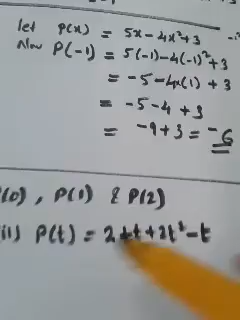 let P(x) = 5x - 4x² + 3
Now P(-1) = 5(-1) - 4(-1)² + 3
= -5 - 4x(1) + 3
= -5 - 4 + 3
= -9 + 3 = -6
(0), P(1) & P(2)
P(t) = 2 + t + 2t² - t